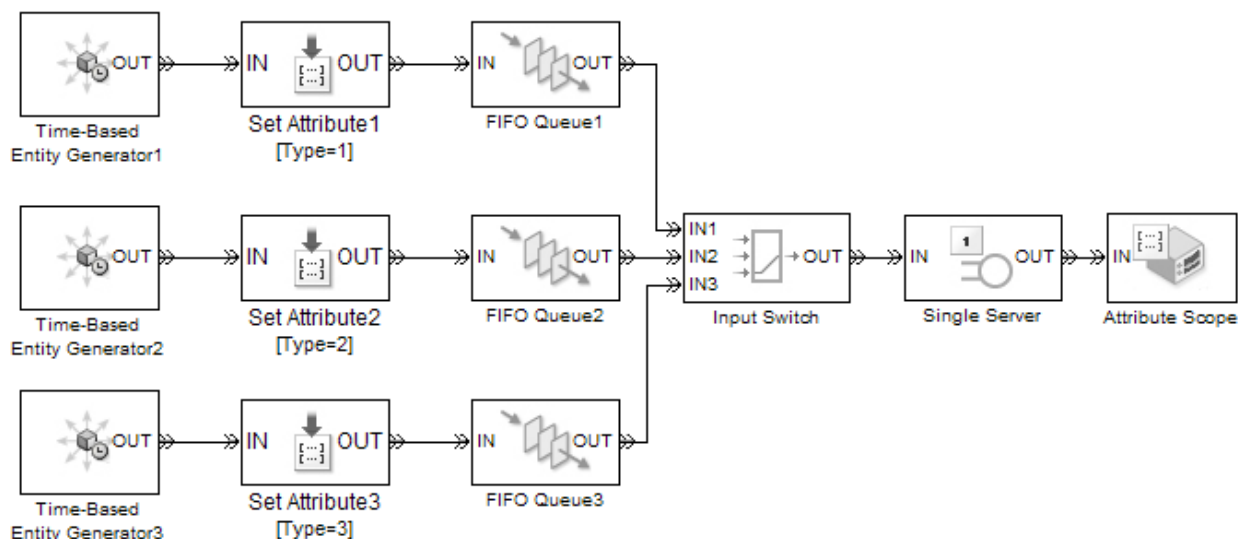 OUT IN OUT IN OUT
Time-Based
Entity Generator1
Set Attribute1
[Type=1]
FIFO Queue1
OUT IN OUT IN OUT
Time-Based
Entity Generator2
Set Attribute2
[Type=2]
FIFO Queue2
IN1
IN2
IN3
OUT
Input Switch
IN 1 OUT
Single Server
IN
Attribute Scope
OUT IN OUT IN OUT
Time-Based
Entity Generator3
Set Attribute3
[Type=3]
FIFO Queue3